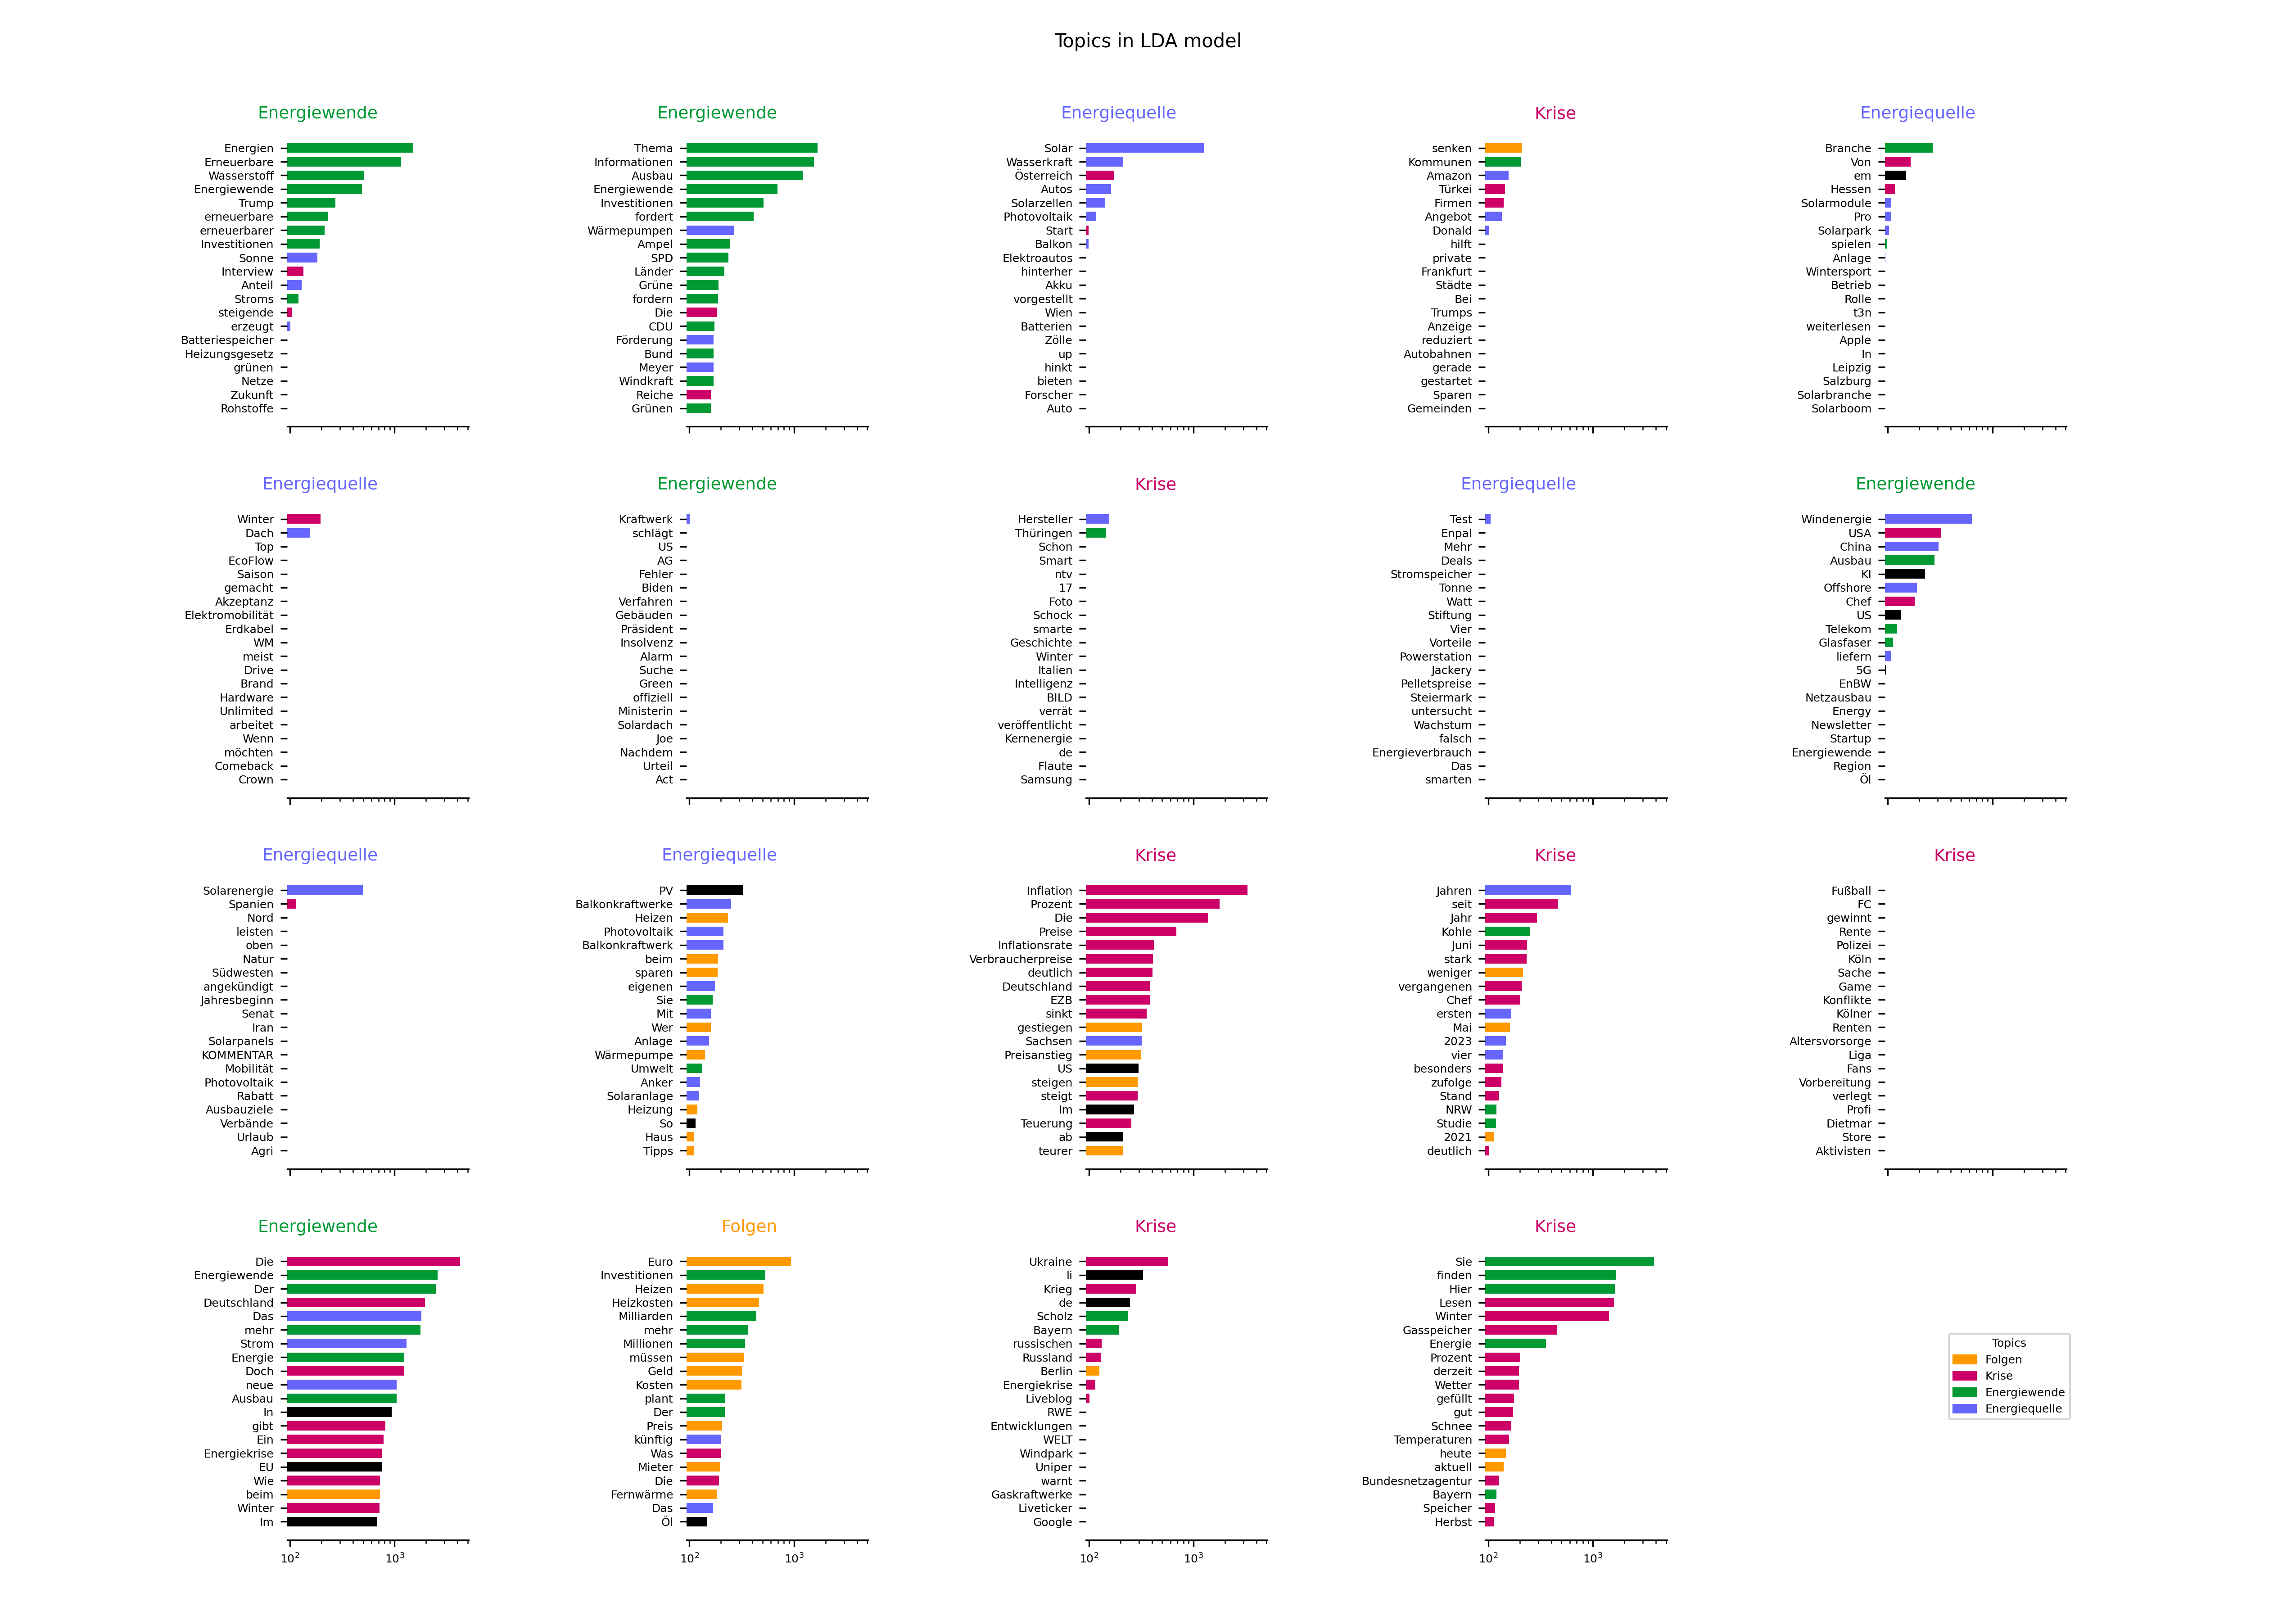 Topics in LDA model
Energiewende
Energien
Erneuerbare
Wasserstoff
Energiewende
Trump
erneuerbare
erneuerbarer
Investitionen
Sonne
Interview
Anteil
Stroms
steigende
erzeugt
Batteriespeicher
Heizungsgesetz
grünen
Netze
Zukunft
Rohstoffe
Energiewende
Thema
Informationen
Ausbau
Energiewende
Investitionen
fordert
Wärmepumpen
Ampel
SPD
Länder
Grüne
fordern
Die
CDU
Förderung
Bund
Meyer
Windkraft
Reiche
Grünen
Energiequelle
Solar
Wasserkraft
Österreich
Autos
Solarzellen
Photovoltaik
Start
Balkon
Elektroautos
hinterher
Akku
vorgestellt
Wien
Batterien
Zölle
up
hinkt
bieten
Forscher
Auto
Krise
senken
Kommunen
Amazon
Türkei
Firmen
Angebot
Donald
hilft
private
Frankfurt
Städte
Bei
Trumps
Anzeige
reduziert
Autobahnen
gerade
gestartet
Sparen
Gemeinden
Energiequelle
Branche
Von
em
Hessen
Solarmodule
Pro
Solarpark
spielen
Anlage
Wintersport
Betrieb
Rolle
t3n
weiterlesen
Apple
In
Leipzig
Salzburg
Solarbranche
Solarboom
Energiequelle
Winter
Dach
Top
EcoFlow
Saison
gemacht
Akzeptanz
Elektromobilität
Erdkabel
WM
meist
Drive
Brand
Hardware
Unlimited
arbeitet
Wenn
möchten
Comeback
Crown
Energiewende
Kraftwerk
schlägt
US
AG
Fehler
Biden
Verfahren
Gebäuden
Präsident
Insolvenz
Alarm
Suche
Green
offiziell
Ministerin
Solardach
Joe
Nachdem
Urteil
Act
Krise
Hersteller
Thüringen
Schon
Smart
ntv
17
Foto
Schock
smarte
Geschichte
Winter
Italien
Intelligenz
BILD
verrät
veröffentlicht
Kernenergie
de
Flaute
Samsung
Energiequelle
Test
Enpal
Mehr
Deals
Stromspeicher
Tonne
Watt
Stiftung
Vier
Vorteile
Powerstation
Jackery
Pelletspreise
Steiermark
untersucht
Wachstum
falsch
Energieverbrauch
Das
smarten
Energiewende
Windenergie
USA
China
Ausbau
KI
Offshore
Chef
US
Telekom
Glasfaser
liefern
5G
EnBW
Netzausbau
Energy
Newsletter
Startup
Energiewende
Region
Öl
Energiequelle
Solarenergie
Spanien
Nord
leisten
oben
Natur
Südwesten
angekündigt
Jahresbeginn
Senat
Iran
Solarpanels
KOMMENTAR
Mobilität
Photovoltaik
Rabatt
Ausbauziele
Verbände
Urlaub
Agri
Energiequelle
PV
Balkonkraftwerke
Heizen
Photovoltaik
Balkonkraftwerk
beim
sparen
eigenen
Sie
Mit
Wer
Anlage
Wärmepumpe
Umwelt
Anker
Solaranlage
Heizung
So
Haus
Tipps
Krise
Inflation
Prozent
Die
Preise
Inflationsrate
Verbraucherpreise
deutlich
Deutschland
EZB
sinkt
gestiegen
Sachsen
Preisanstieg
US
steigen
steigt
Im
Teuerung
ab
teurer
Krise
Jahren
seit
Jahr
Kohle
Juni
stark
weniger
vergangenen
Chef
ersten
Mai
2023
vier
besonders
zufolge
Stand
NRW
Studie
2021
deutlich
Krise
Fußball
FC
gewinnt
Rente
Polizei
Köln
Sache
Game
Konflikte
Kölner
Renten
Altersvorsorge
Liga
Fans
Vorbereitung
verlegt
Profi
Dietmar
Store
Aktivisten
Energiewende
Die
Energiewende
Der
Deutschland
Das
mehr
Strom
Energie
Doch
neue
Ausbau
In
gibt
Ein
Energiekrise
EU
Wie
beim
Winter
Im
10² 10³
Folgen
Euro
Investitionen
Heizen
Heizkosten
Milliarden
mehr
Millionen
müssen
Geld
Kosten
plant
Der
Preis
künftig
Was
Mieter
Die
Fernwärme
Das
Öl
10² 10³
Krise
Ukraine
li
Krieg
de
Scholz
Bayern
russischen
Russland
Berlin
Energiekrise
Liveblog
RWE
Entwicklungen
WELT
Windpark
Uniper
warnt
Gaskraftwerke
Liveticker
Google
10² 10³
Krise
Sie
finden
Hier
Lesen
Winter
Gasspeicher
Energie
Prozent
derzeit
Wetter
gefüllt
gut
Schnee
Temperaturen
heute
aktuell
Bundesnetzagentur
Bayern
Speicher
Herbst
10² 10³
Topics
Folgen
Krise
Energiewende
Energiequelle